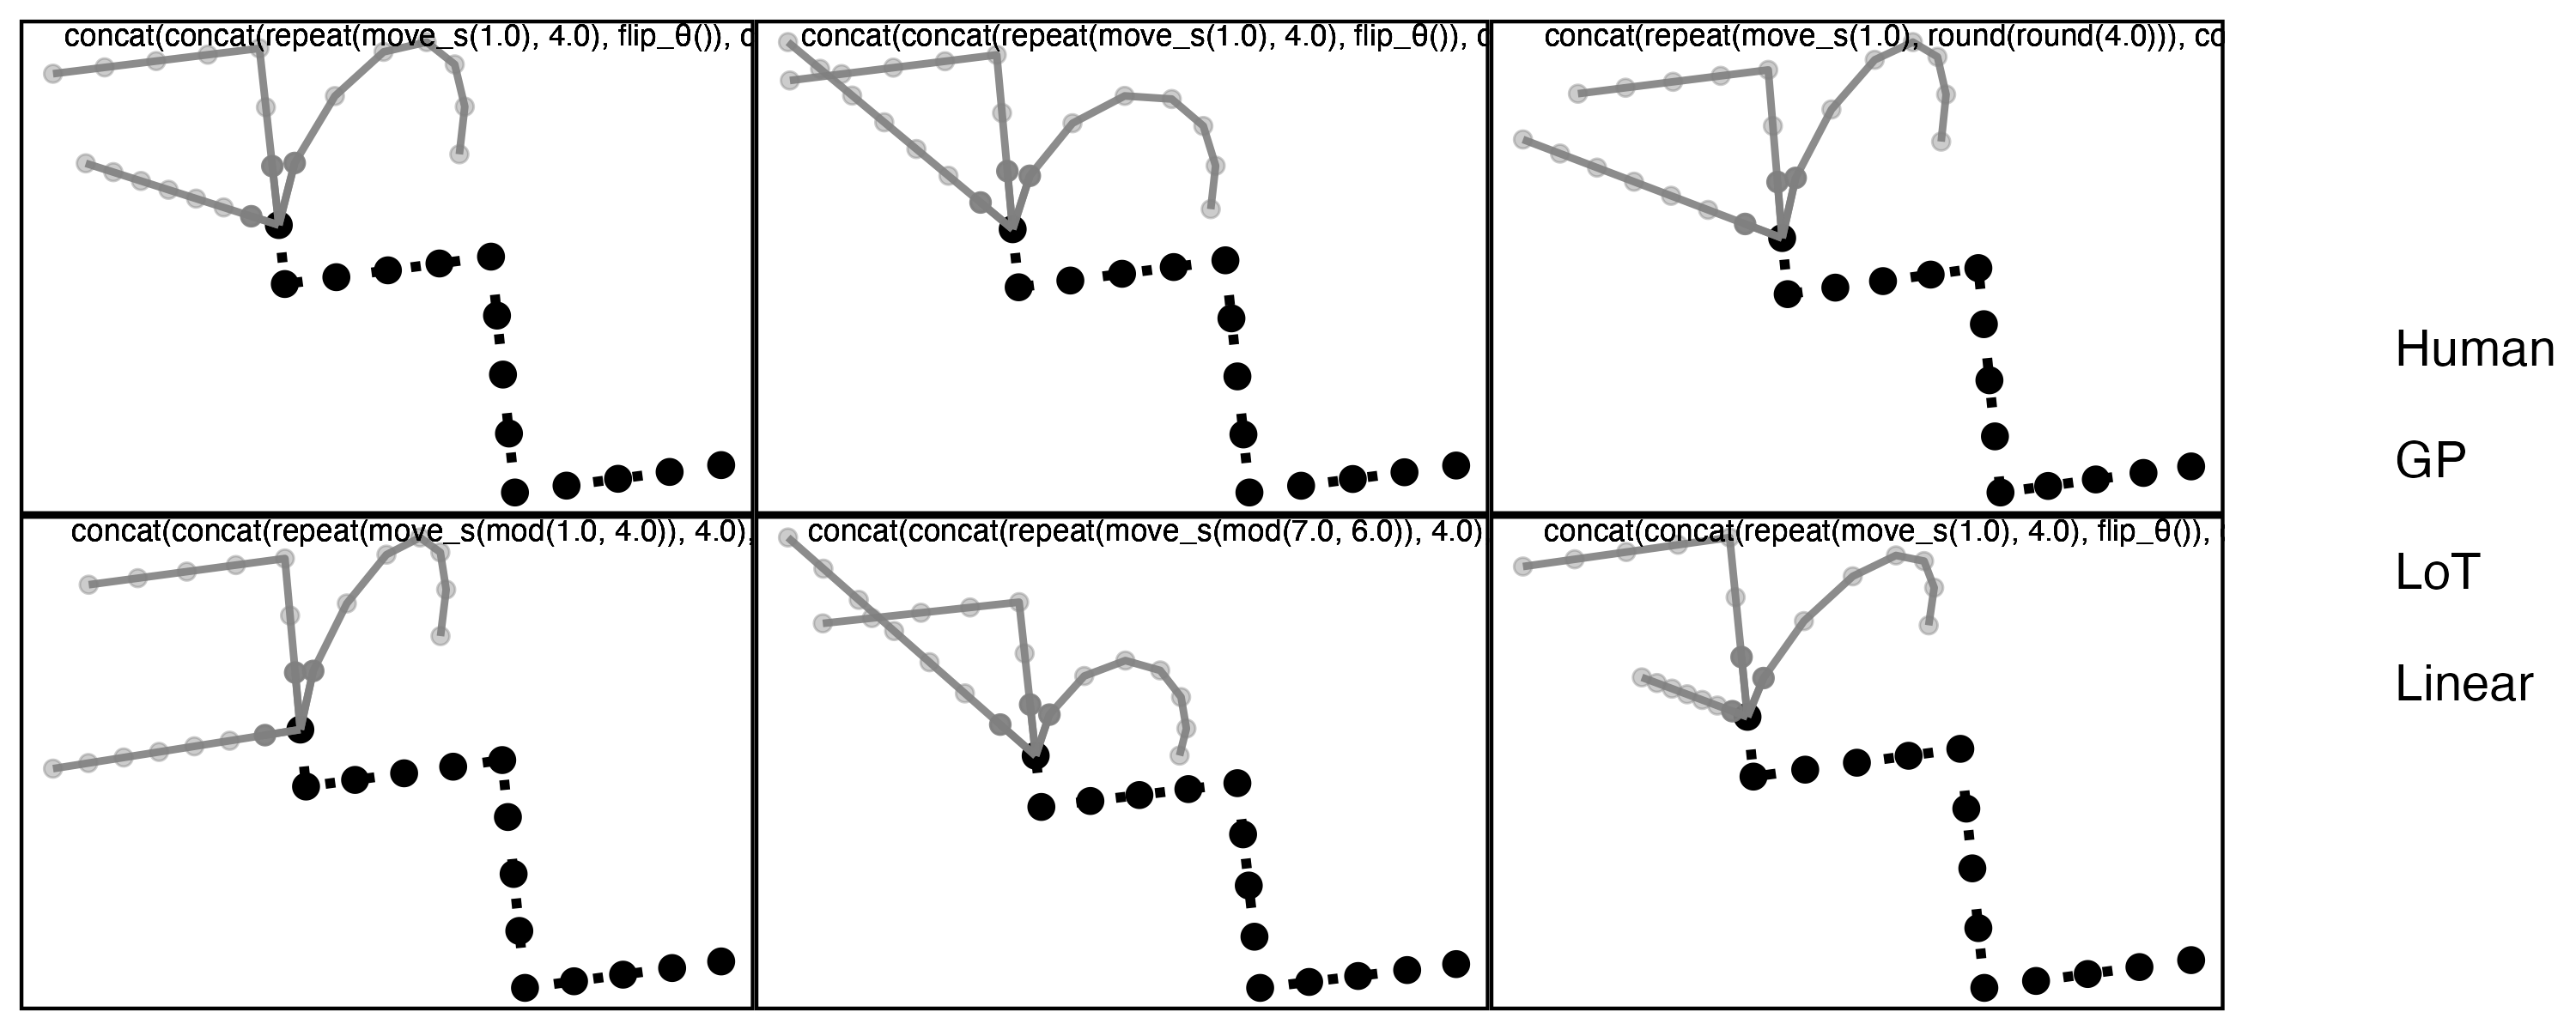 concat(concat(repeat(move_s(1.0), 4.0), flip_θ()), c
concat(concat(repeat(move_s(1.0), 4.0), flip_θ()), c
concat(repeat(move_s(1.0), round(round(4.0))), co
concat(concat(repeat(move_s(mod(1.0, 4.0)), 4.0),
concat(concat(repeat(move_s(mod(7.0, 6.0)), 4.0)
concat(concat(repeat(move_s(1.0), 4.0), flip_θ()),
Human
GP
LoT
Linear